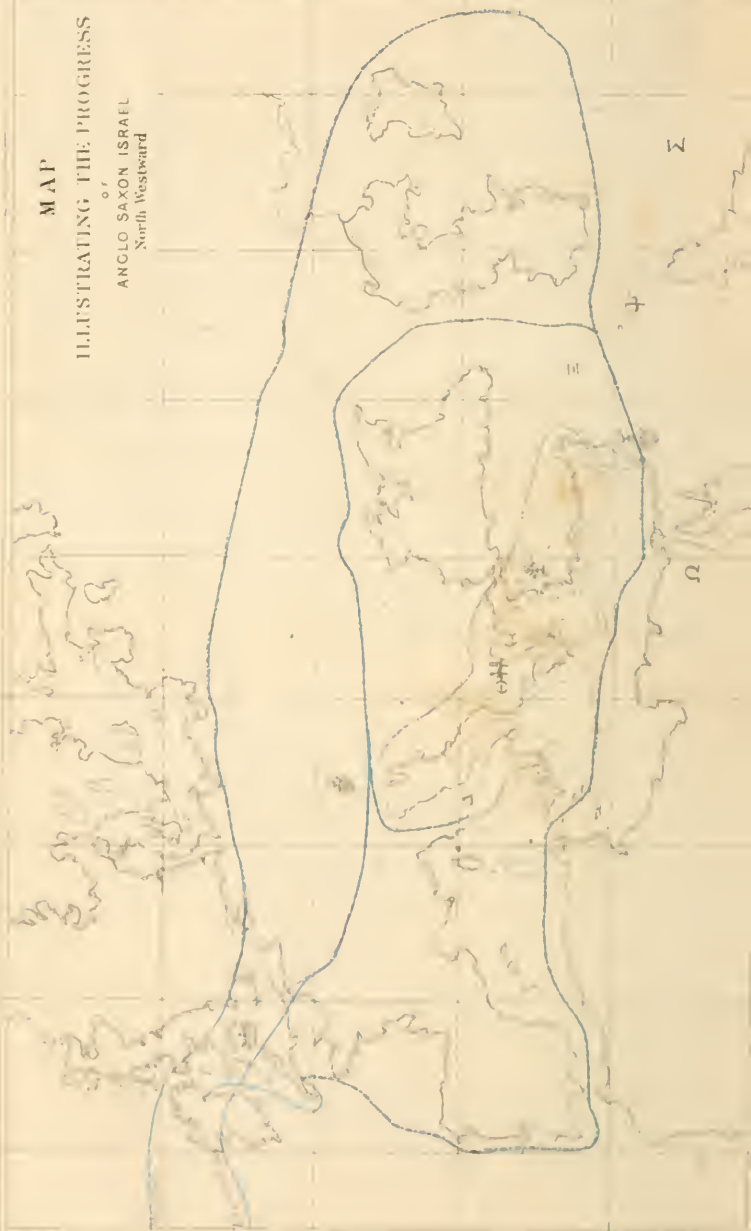 MAP
ILLUSTRATING THE PROGRESS
OF
ANGLO SAXON ISRAEL
North Westward
Σ
Ξ
Ω